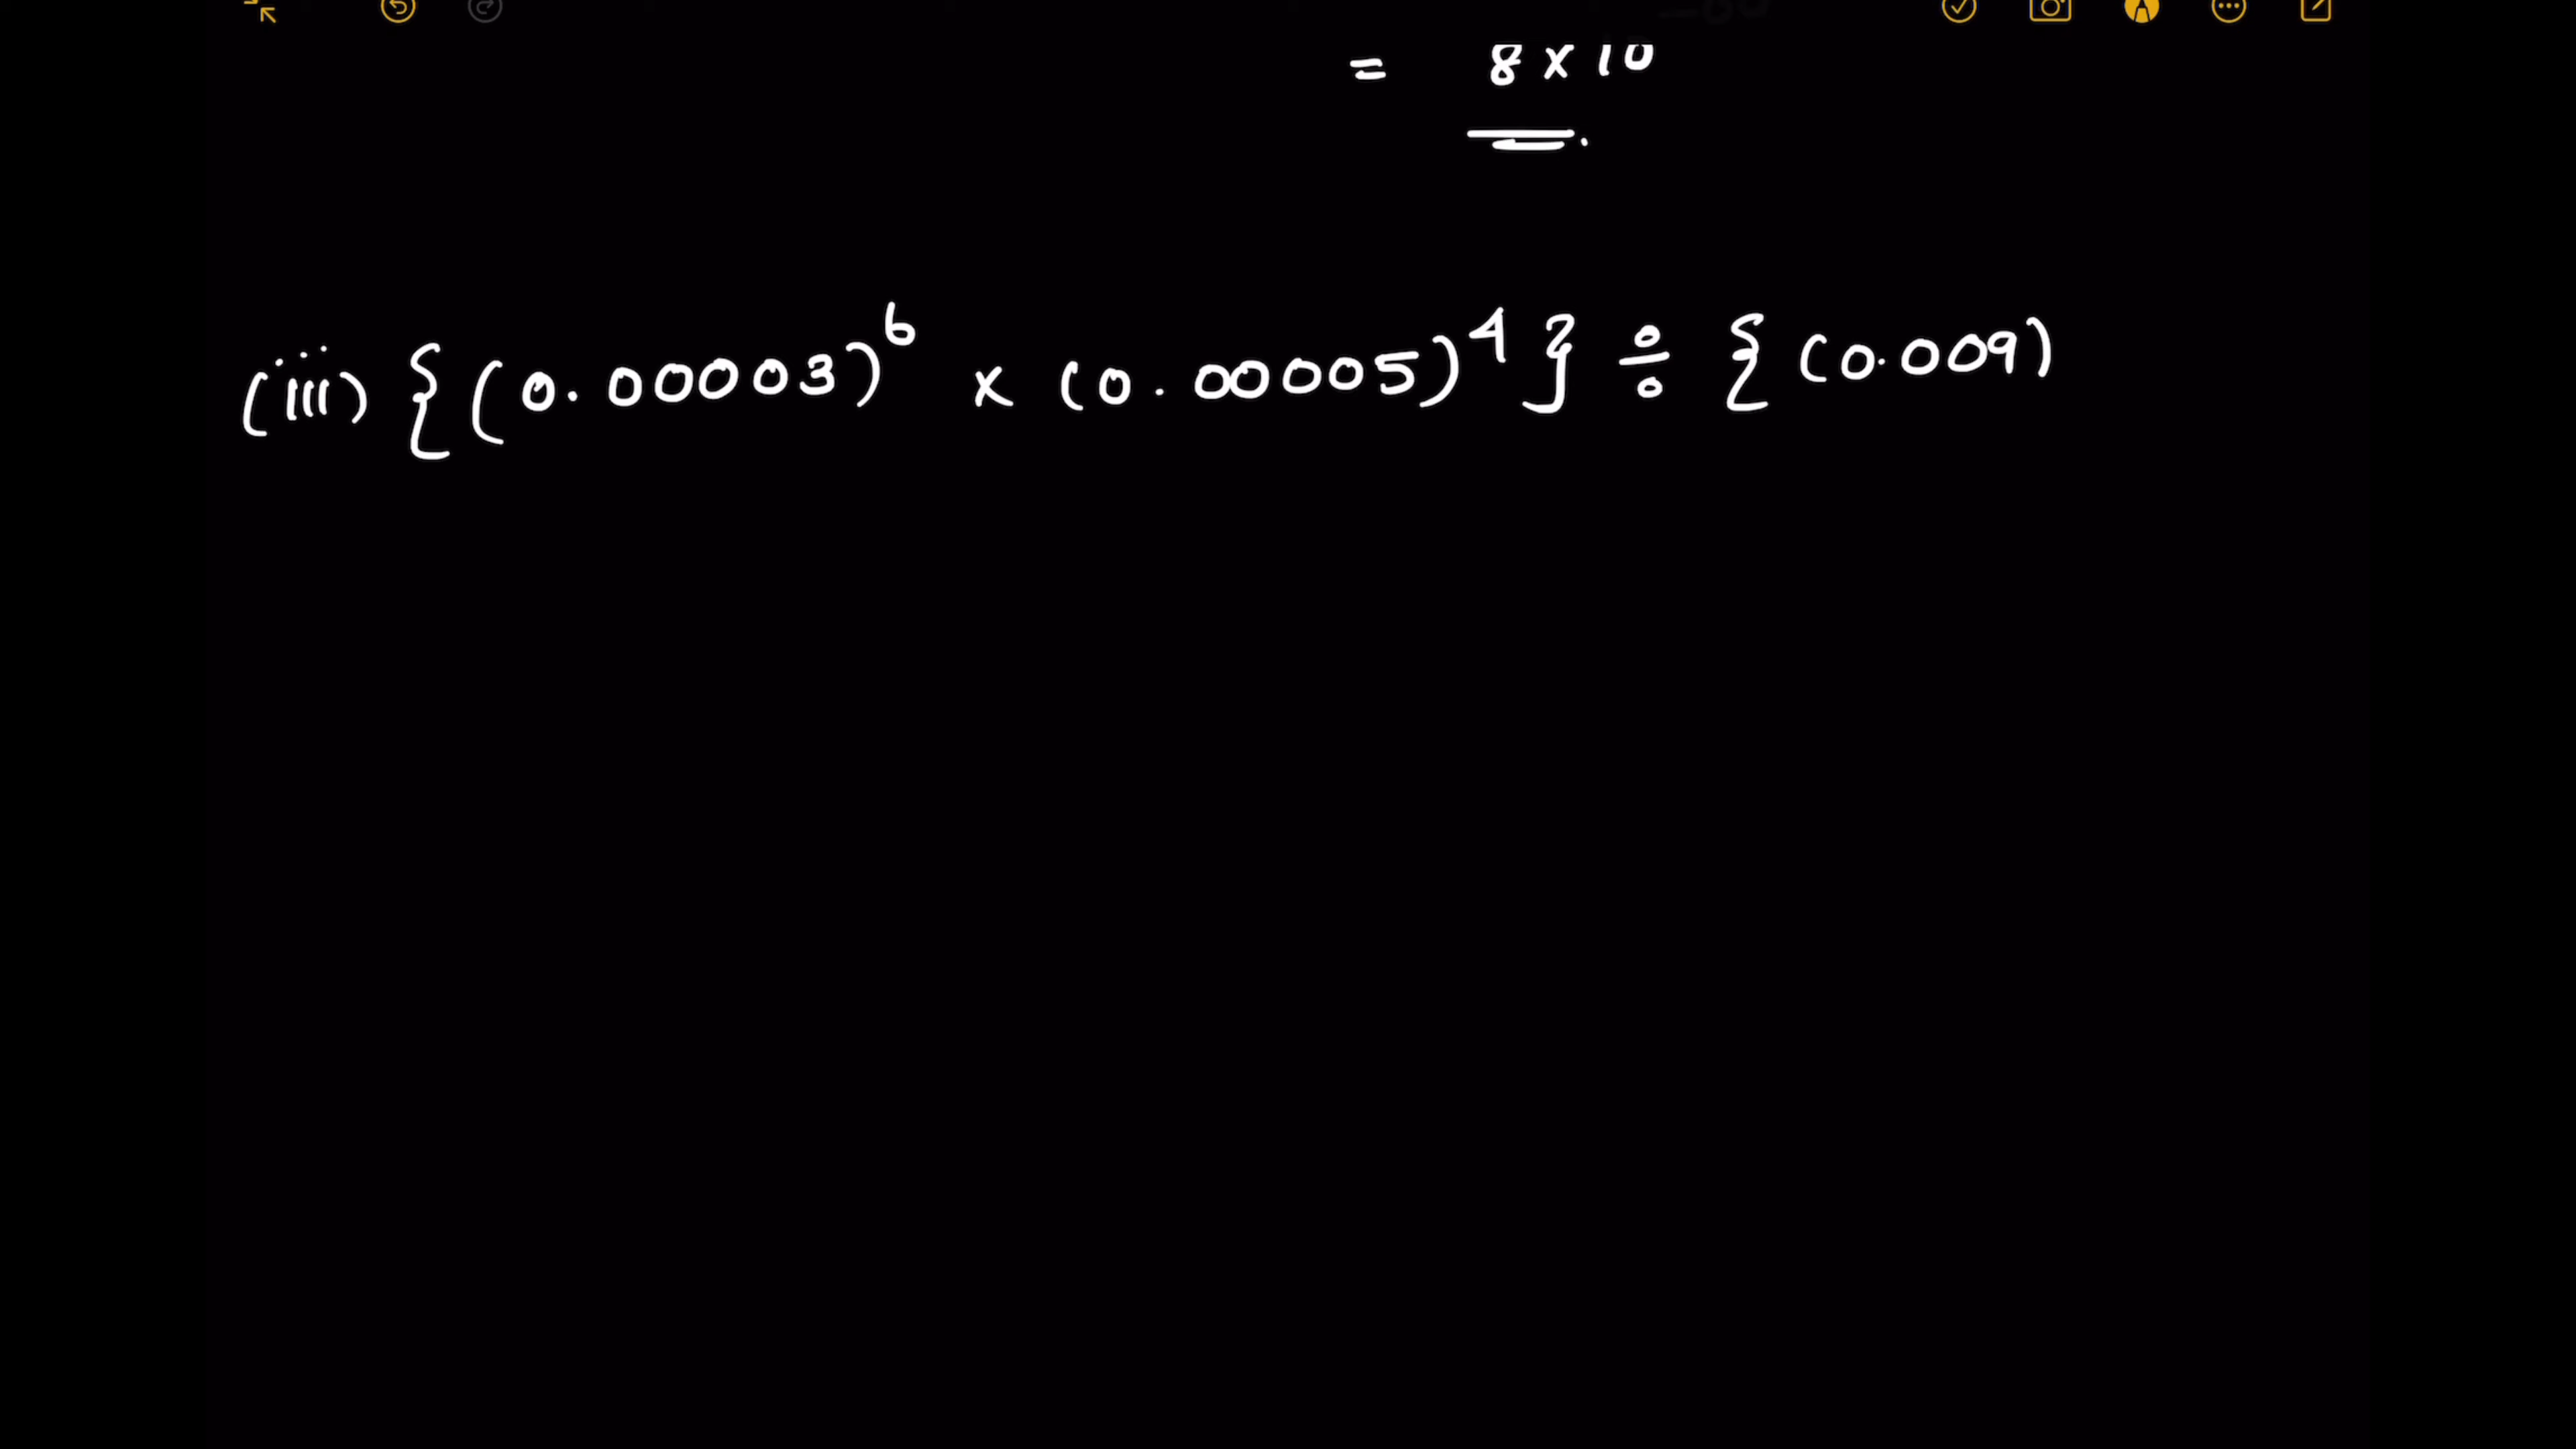 = 8 x 10
(iii) {(0.00003)⁶ x (0.00005)⁴} ÷ {(0.009)